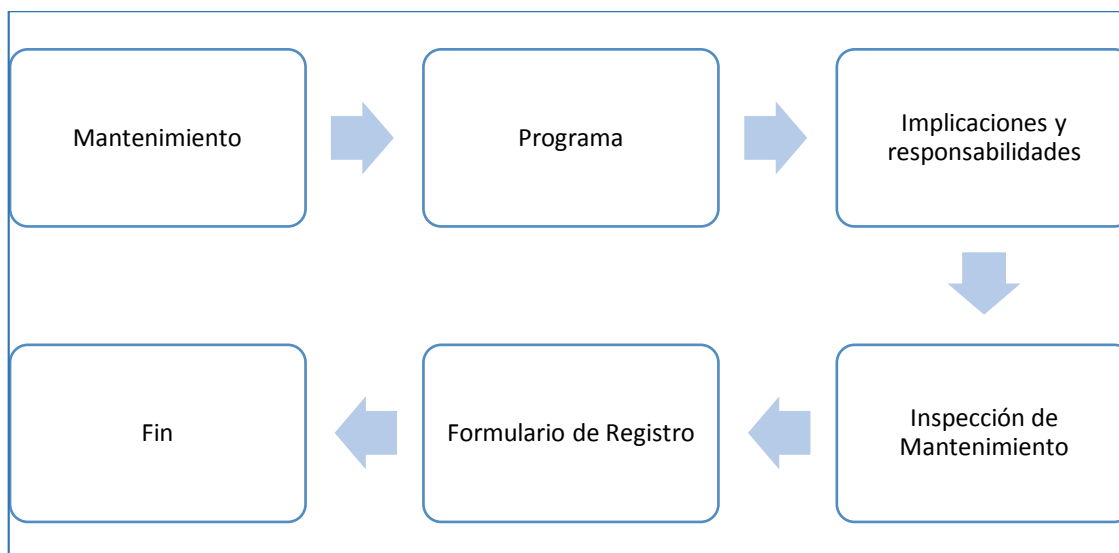 Mantenimiento
Programa
Implicaciones y
responsabilidades
Inspección de
Mantenimiento
Formulario de Registro
Fin